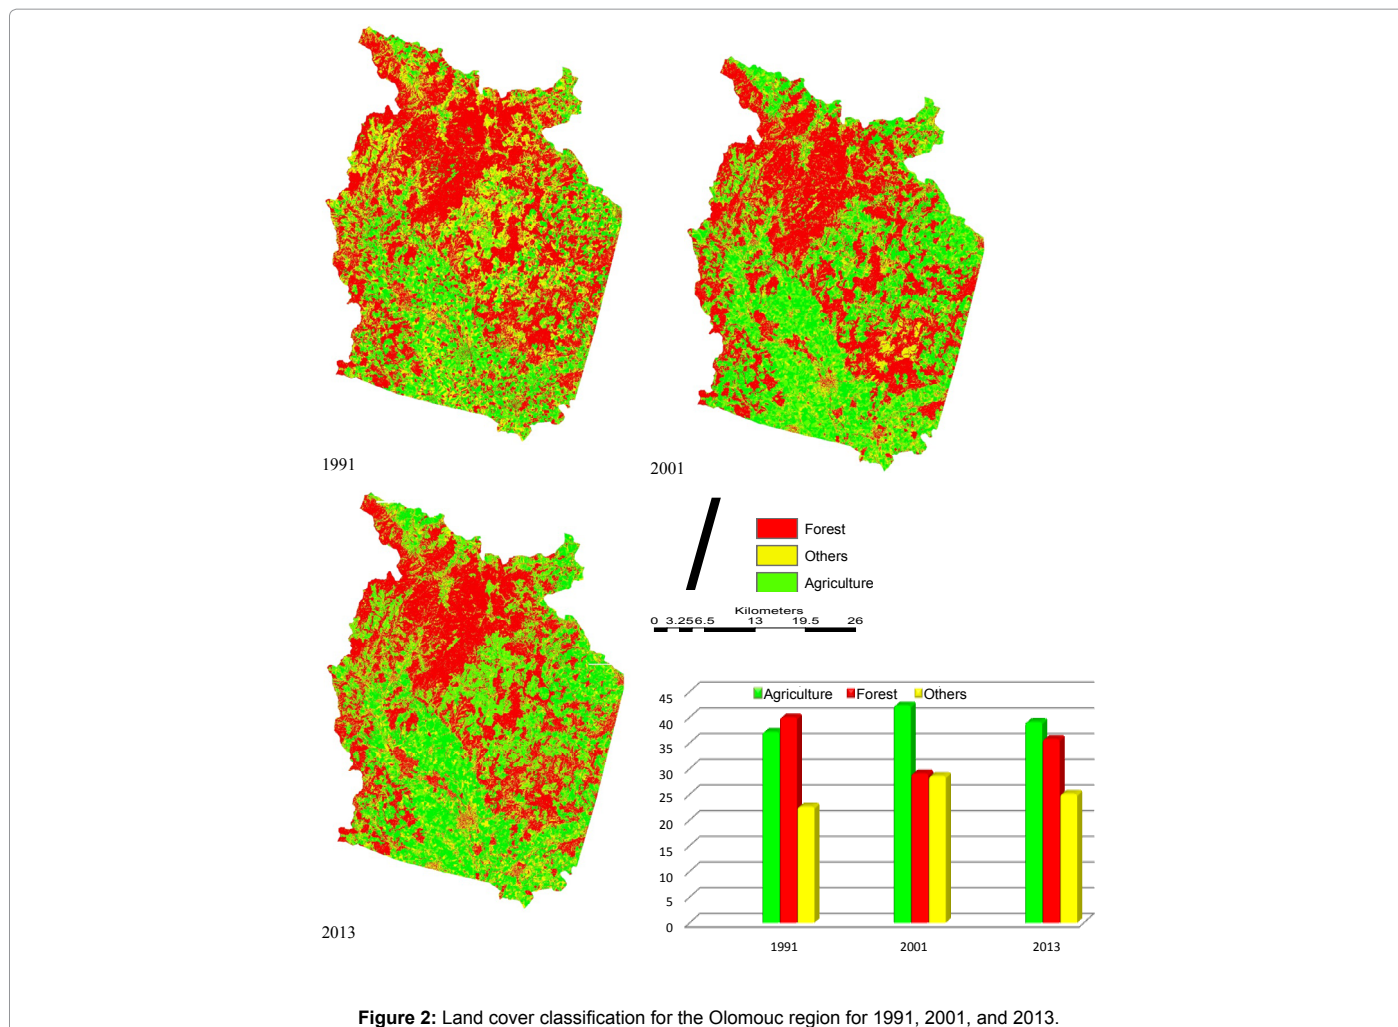 1991
2001
Forest
Others
Agriculture
Kilometers
0 3.25 6.5 13 19.5 26
2013
Agriculture Forest Others
45
40
35
30
25
20
15
10
5
0
1991 2001 2013
Figure 2: Land cover classification for the Olomouc region for 1991, 2001, and 2013.